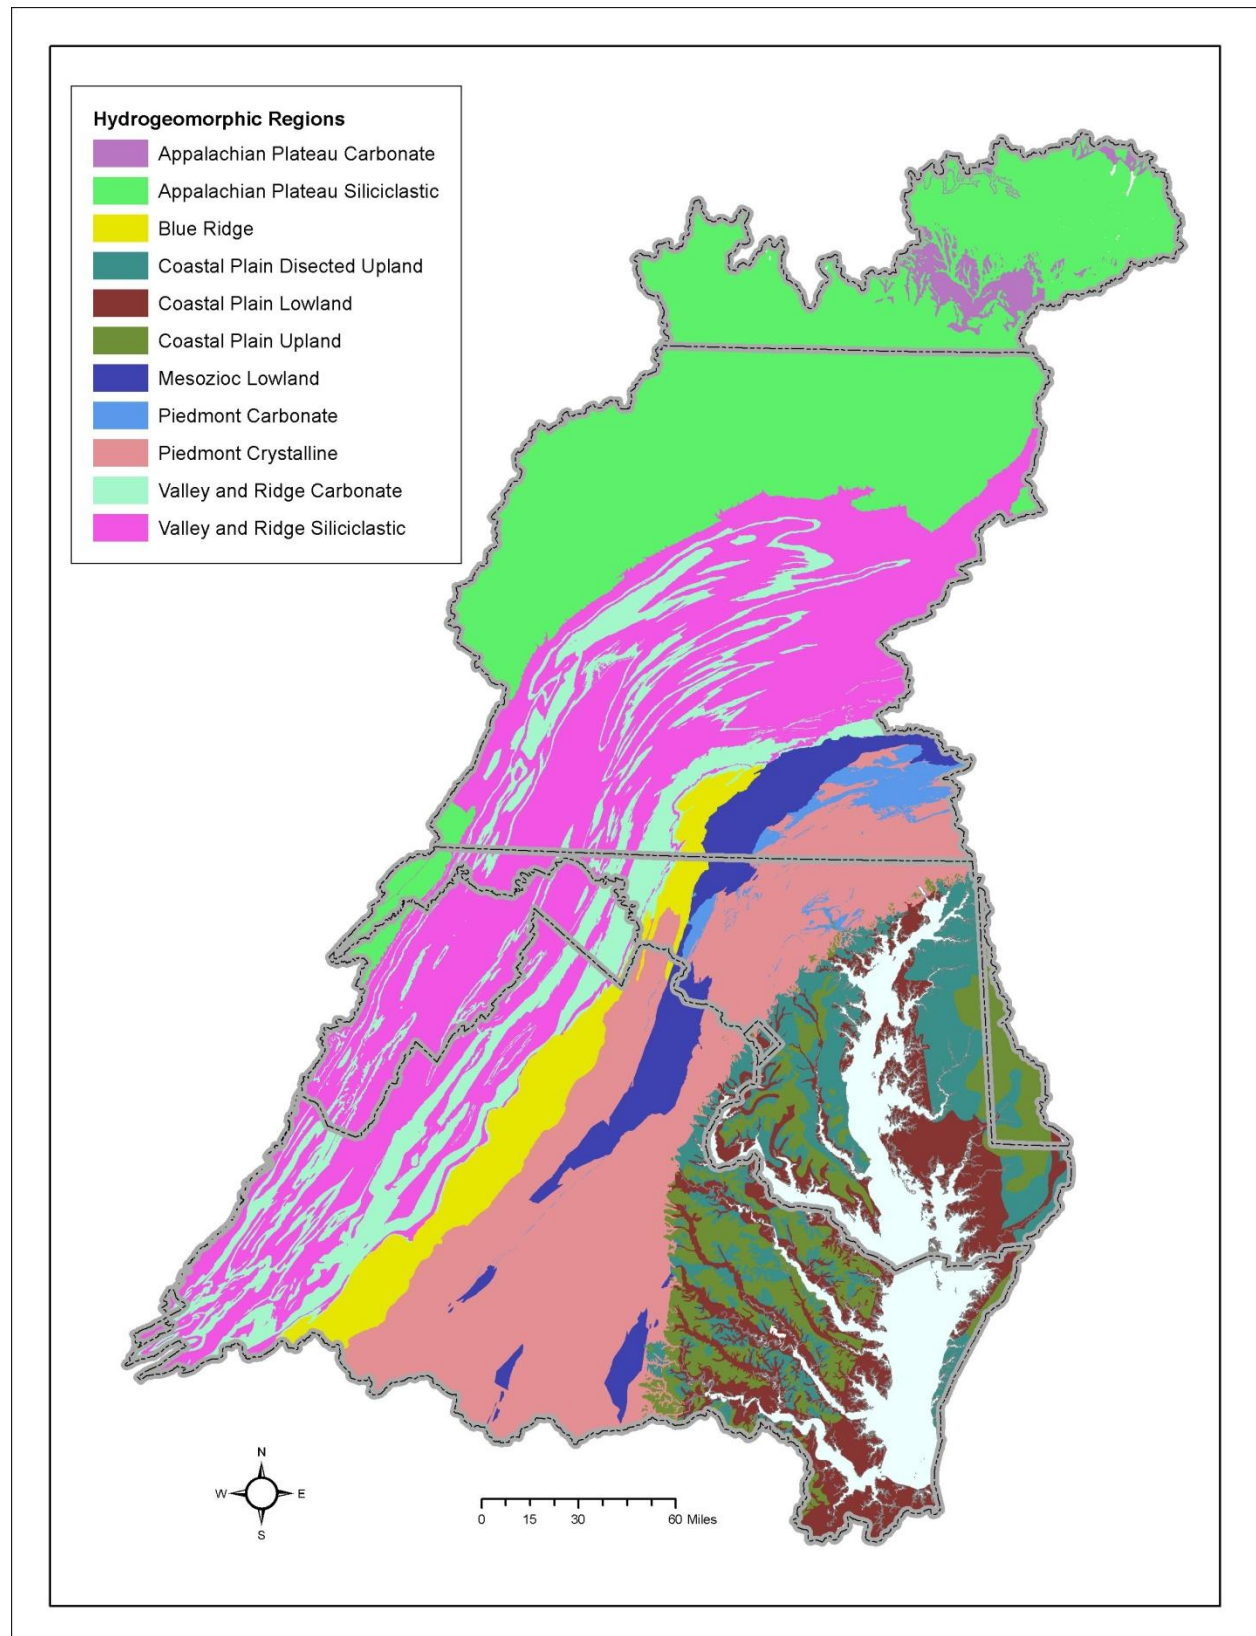 Hydrogeomorphic Regions
Appalachian Plateau Carbonate
Appalachian Plateau Siliciclastic
Blue Ridge
Coastal Plain Disected Upland
Coastal Plain Lowland
Coastal Plain Upland
Mesozioc Lowland
Piedmont Carbonate
Piedmont Crystalline
Valley and Ridge Carbonate
Valley and Ridge Siliciclastic
N
W E
S
0 15 30 60 Miles